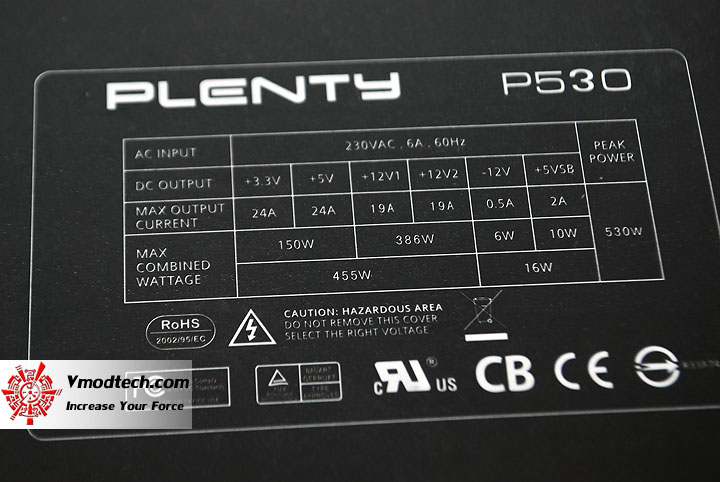 PLENTY P530
AC INPUT 230VAC, 6A, 60Hz PEAK POWER
DC OUTPUT +3.3V +5V +12V1 +12V2 -12V +5VSB
MAX OUTPUT CURRENT 24A 24A 19A 19A 0.5A 2A 530W
MAX COMBINED WATTAGE 150W 386W 6W 10W
455W 16W
RoHS
2002/95/EC
CAUTION: HAZARDOUS AREA
DO NOT REMOVE THIS COVER
SELECT THE RIGHT VOLTAGE
FC
c RU ® US CB CE
Vmodtech.com
Increase Your Force